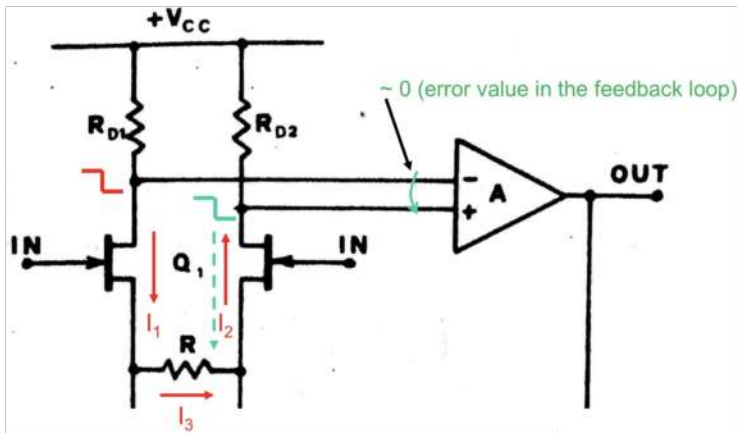 +VCC
~ 0 (error value in the feedback loop)
RD1
RD2
- A
+
OUT
IN
Q1
IN
I1
I2
R
I3